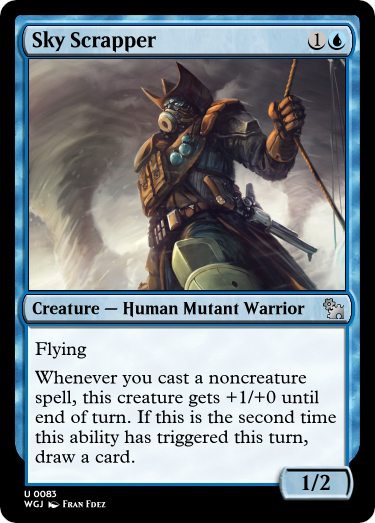 Sky Scrapper 1
Creature — Human Mutant Warrior
Flying
Whenever you cast a noncreature
spell, this creature gets +1/+0 until
end of turn. If this is the second time
this ability has triggered this turn,
draw a card.
1/2
U 0083
WGJ Fran Fdez